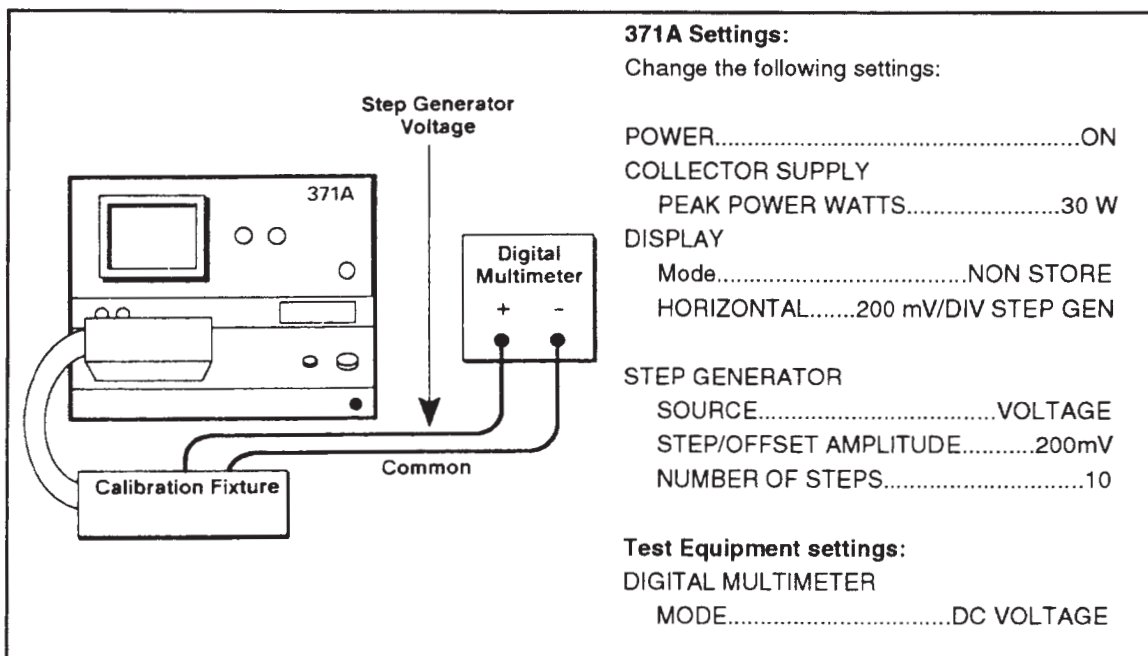 371A Settings:
Change the following settings:
Step Generator
Voltage
POWER.....................................................ON
COLLECTOR SUPPLY
PEAK POWER WATTS......................30 W
371A
DISPLAY
Mode....................................NON STORE
HORIZONTAL.......200 mV/DIV STEP GEN
Digital
Multimeter
+ -
STEP GENERATOR
SOURCE..................................VOLTAGE
STEP/OFFSET AMPLITUDE...........200mV
NUMBER OF STEPS.............................10
Common
Calibration Fixture
Test Equipment settings:
DIGITAL MULTIMETER
MODE................................DC VOLTAGE